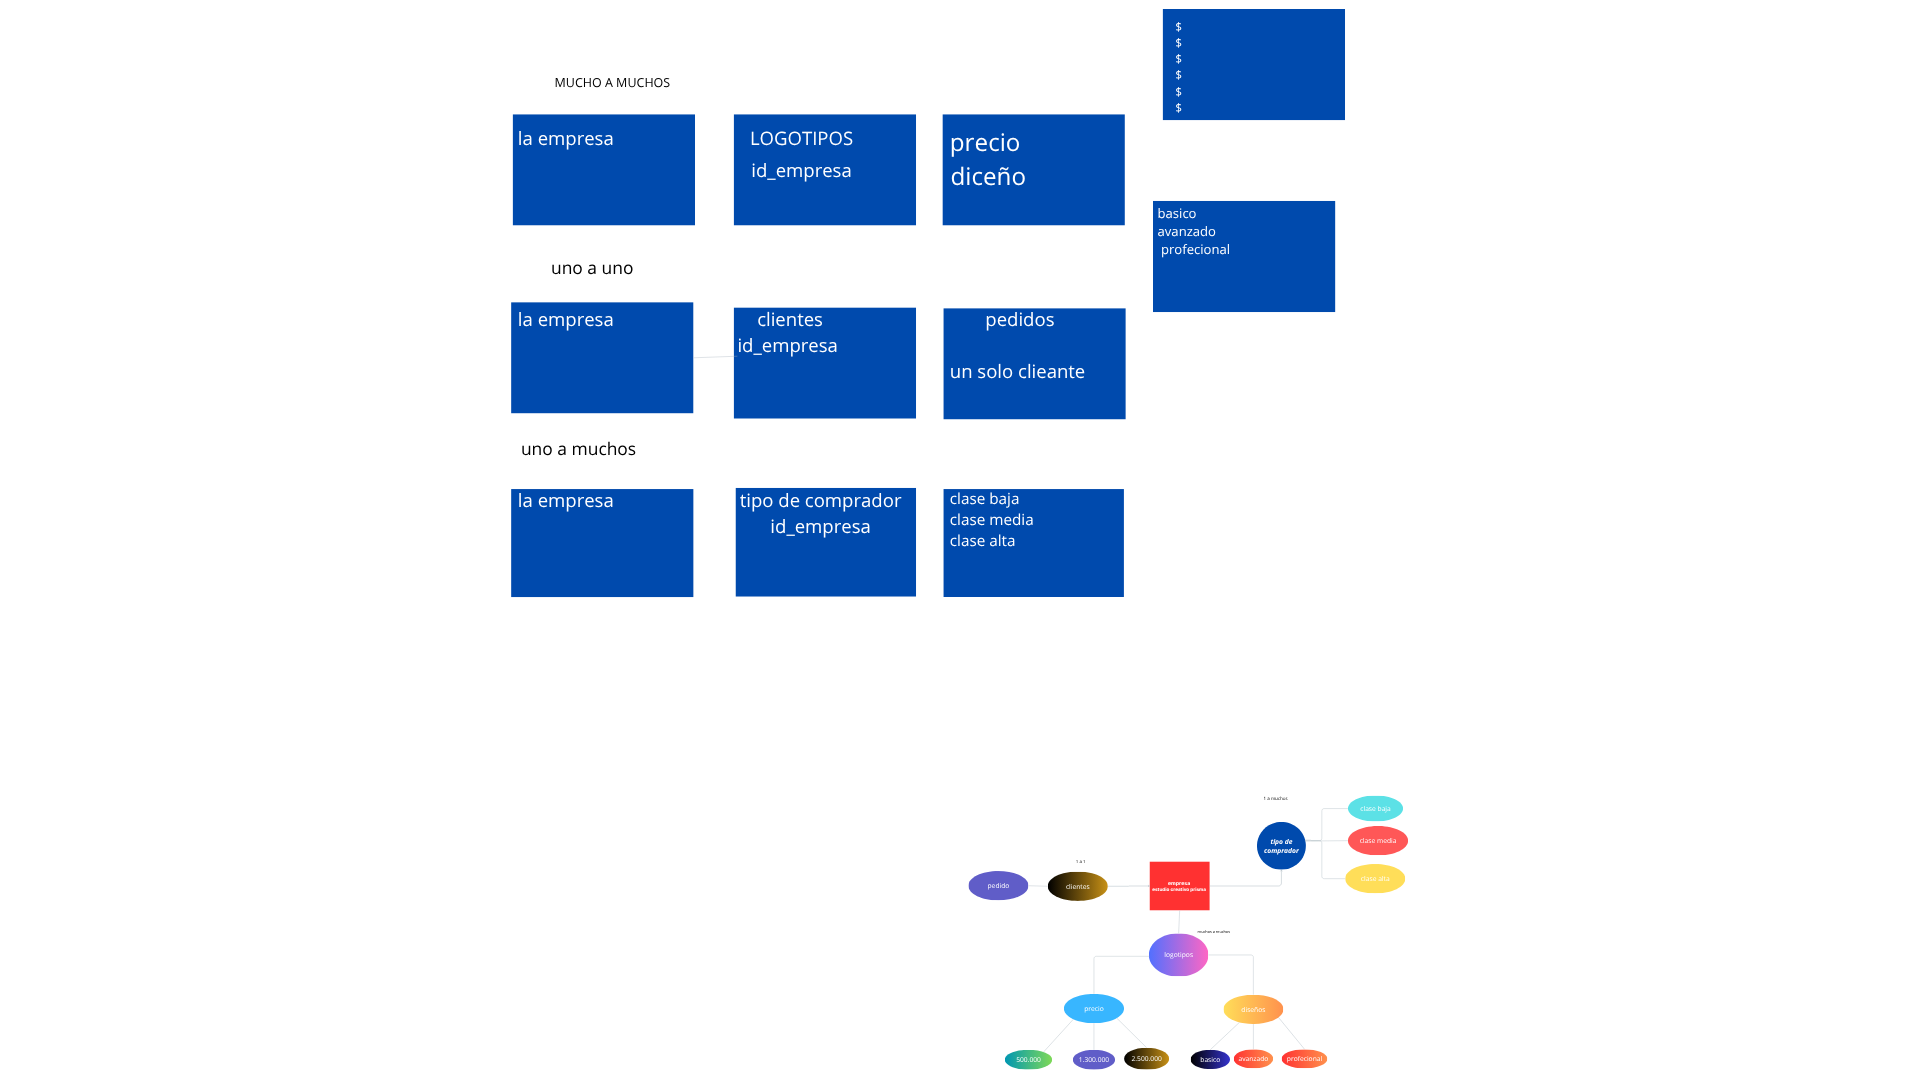 $
$
$
$
$
$
MUCHO A MUCHOS
la empresa
LOGOTIPOS
id_empresa
precio
diceño
basico
avanzado
profecional
uno a uno
la empresa
clientes
id_empresa
pedidos
un solo clieante
uno a muchos
la empresa
tipo de comprador
id_empresa
clase baja
clase media
clase alta
1 a muchos
clase baja
tipo de
comprador
clase media
1 a 1
clase alta
pedido
clientes
empresa
estudio creativo prisma
muchos a muchos
logotipos
precio
diseños
500.000
1.300.000
2.500.000
basico
avanzado
profecional